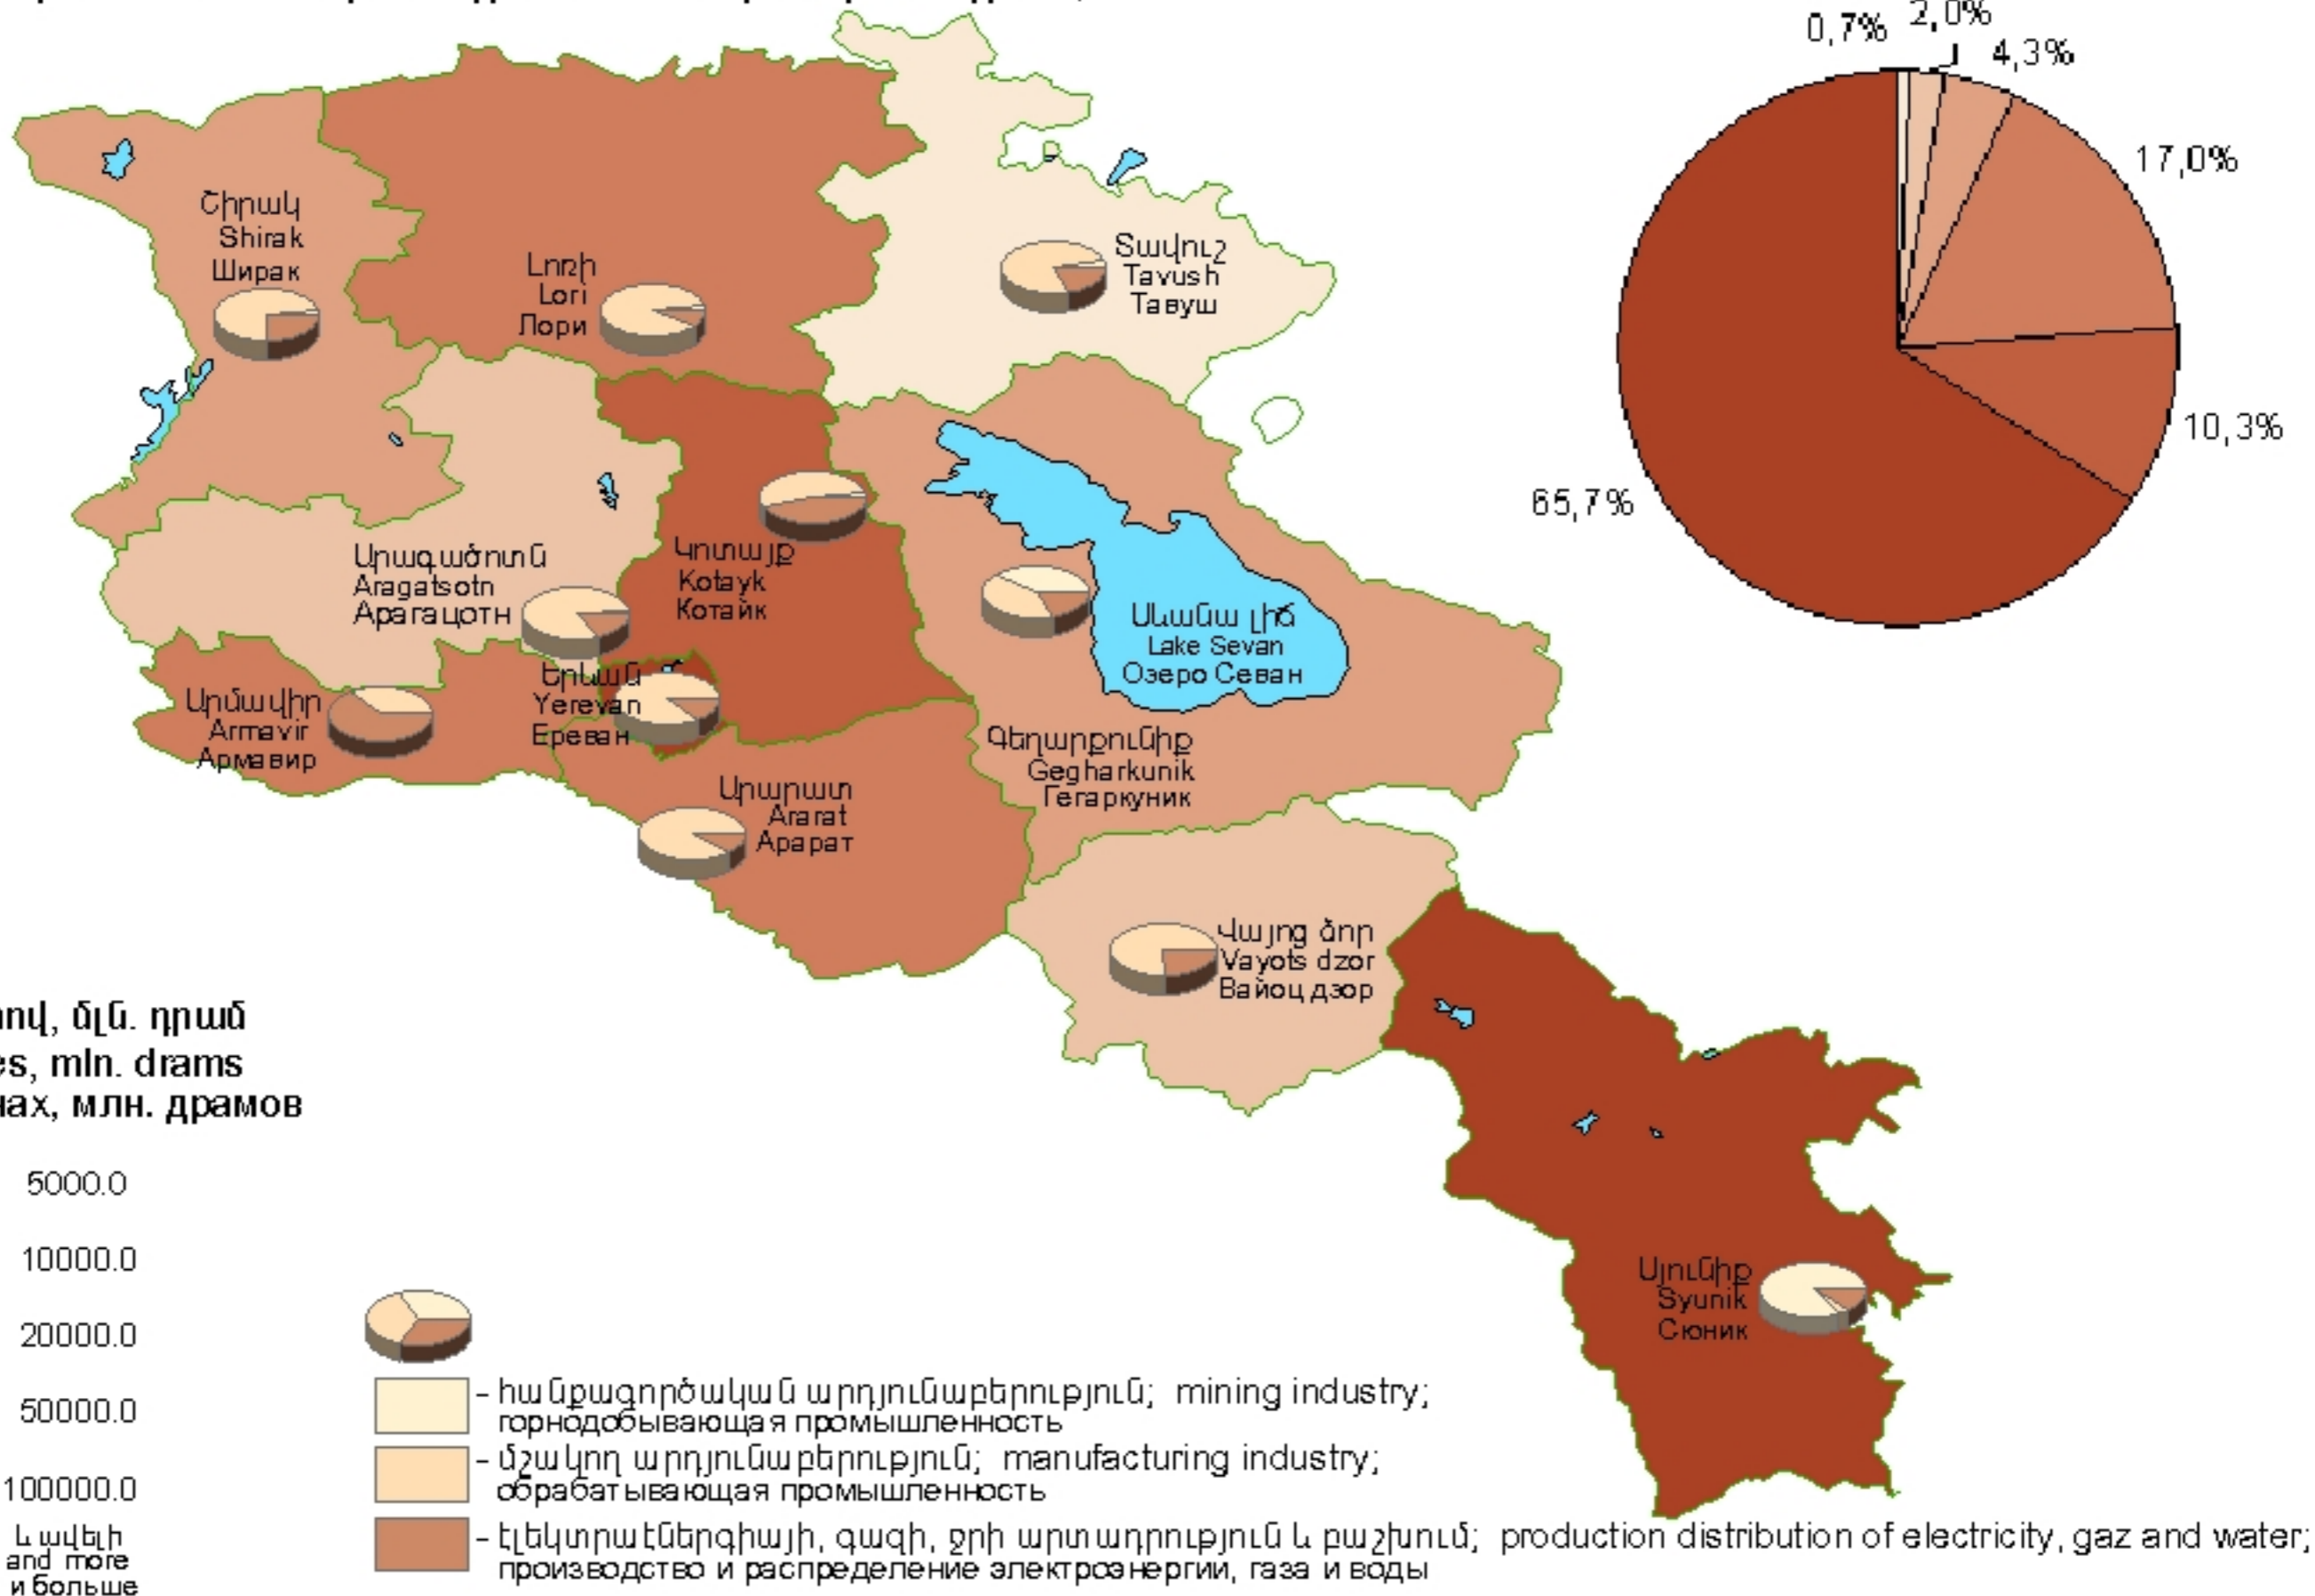 0,7%
2,0%
4,3%
17,0%
10,3%
65,7%
Շիրակ
Shirak
Ширак
Լոռի
Lori
Лори
Տավուշ
Tavush
Тавуш
Արագածոտն
Aragatsotn
Арагацотн
Կոտայք
Kotayk
Котайк
Սևանա լիճ
Lake Sevan
Озеро Севан
Արմավիր
Armavir
Армавир
Երևան
Yerevan
Ереван
Գեղարքունիք
Gegharkunik
Гегаркуник
Արարատ
Ararat
Арарат
Վայոց ձոր
Vayots dzor
Вайоц дзор
Սյունիք
Syunik
Сюник
մլն. դրամ
mln. drams
млн. драмов
5000.0
10000.0
20000.0
50000.0
100000.0
և ավելի
and more
и больше
- հանքագործական արդյունաբերություն; mining industry;
горнодобывающая промышленность
- մշակող արդյունաբերություն; manufacturing industry;
обрабатывающая промышленность
- էլեկտրաէներգիայի, գազի, ջրի արտադրություն և բաշխում; production distribution of electricity, gaz and water;
производство и распределение электроэнергии, газа и воды